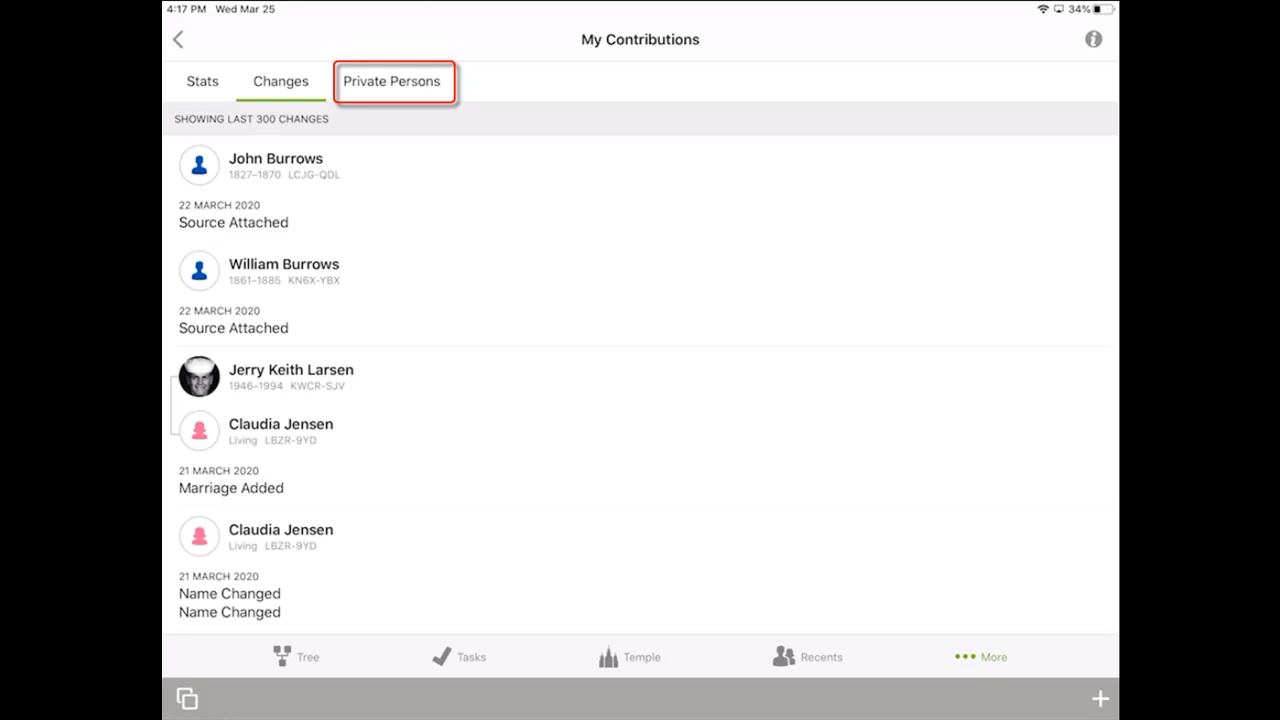 4:17 PM Wed Mar 25 34%
My Contributions
Stats Changes Private Persons
SHOWING LAST 300 CHANGES
John Burrows
1827–1870 LCJG-QDL
22 MARCH 2020
Source Attached
William Burrows
1861–1885 KN6X-YBX
22 MARCH 2020
Source Attached
Jerry Keith Larsen
1946–1994 KWCR-SJV
Claudia Jensen
Living LBZR-9YD
21 MARCH 2020
Marriage Added
Claudia Jensen
Living LBZR-9YD
21 MARCH 2020
Name Changed
Name Changed
Tree Tasks Temple Recents More